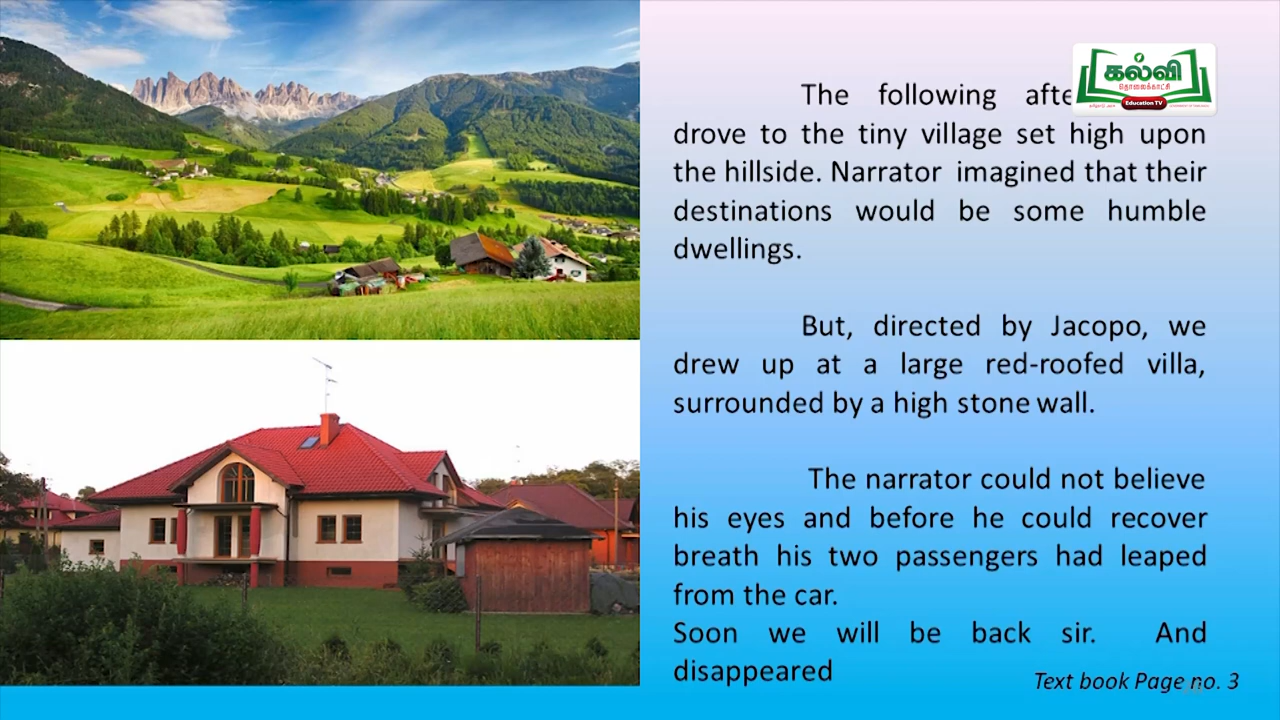 கல்வி
தொலைக்காட்சி
Education TV
The following afte
drove to the tiny village set high upon
the hillside. Narrator imagined that their
destinations would be some humble
dwellings.
But, directed by Jacopo, we
drew up at a large red-roofed villa,
surrounded by a high stone wall.
The narrator could not believe
his eyes and before he could recover
breath his two passengers had leaped
from the car.
Soon we will be back sir. And
disappeared
Text book Page no. 3